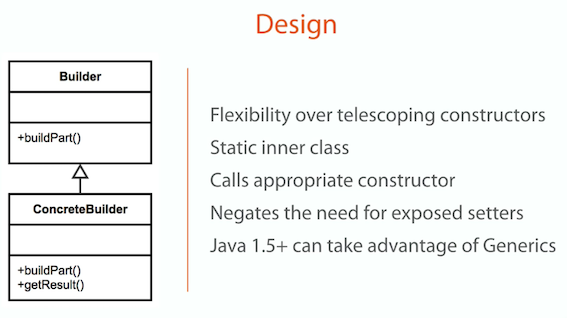 Design
Builder
+buildPart()
ConcreteBuilder
+buildPart()
+getResult()
Flexibility over telescoping constructors
Static inner class
Calls appropriate constructor
Negates the need for exposed setters
Java 1.5+ can take advantage of Generics